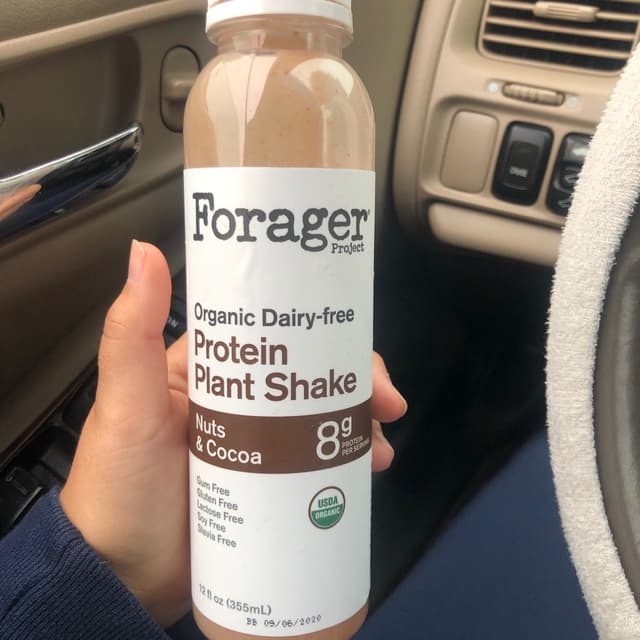 Forager
Project
Organic Dairy-free
Protein
Plant Shake
Nuts
& Cocoa
8g
PROTEIN
PER SERVING
Gum Free
Gluten Free
Lactose Free
Soy Free
Stevia Free
USDA
ORGANIC
12 fl oz (355mL)
BB 09/06/2020